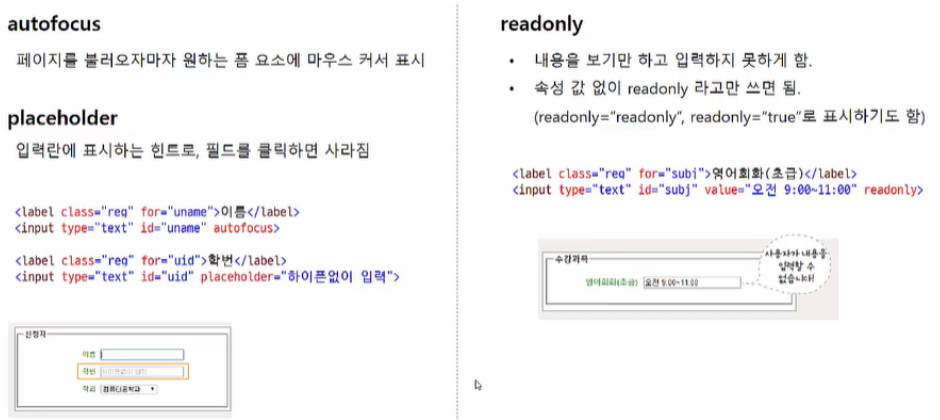 autofocus
페이지를 불러오자마자 원하는 폼 요소에 마우스 커서 표시
placeholder
입력란에 표시하는 힌트로, 필드를 클릭하면 사라짐
<label class="req" for="uname">이름</label>
<input type="text" id="uname" autofocus>
<label class="req" for="uid">학번</label>
<input type="text" id="uid" placeholder="하이픈없이 입력">
신청자
이름
학번 하이픈없이 입력
학과 컴퓨터공학과
readonly
• 내용을 보기만 하고 입력하지 못하게 함.
• 속성 값 없이 readonly 라고만 쓰면 됨.
(readonly="readonly", readonly="true"로 표시하기도 함)
<label class="req" for="subj">영어회화(초급)</label>
<input type="text" id="subj" value="오전 9:00~11:00" readonly>
수강과목
영어회화(초급) 오전 9:00~11:00
사용자가 내용을
입력할 수
없습니다!